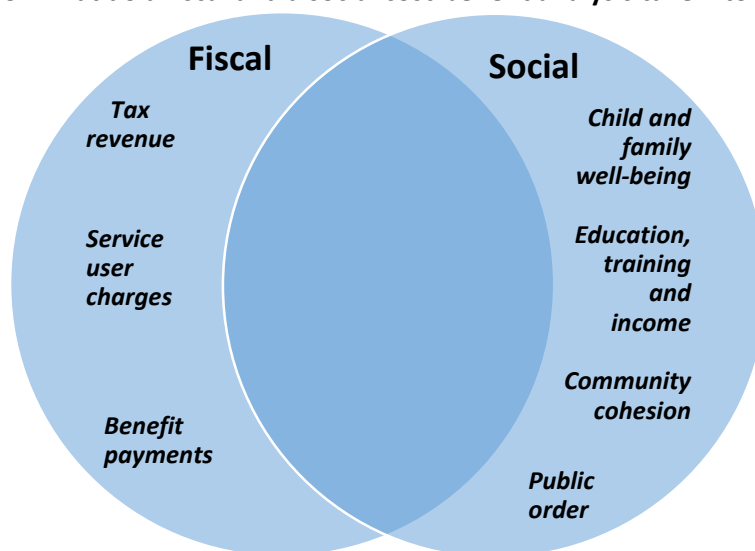 Fiscal
Social
Tax
revenue
Service
user
charges
Benefit
payments
Child and
family
well-being
Education,
training
and
income
Community
cohesion
Public
order